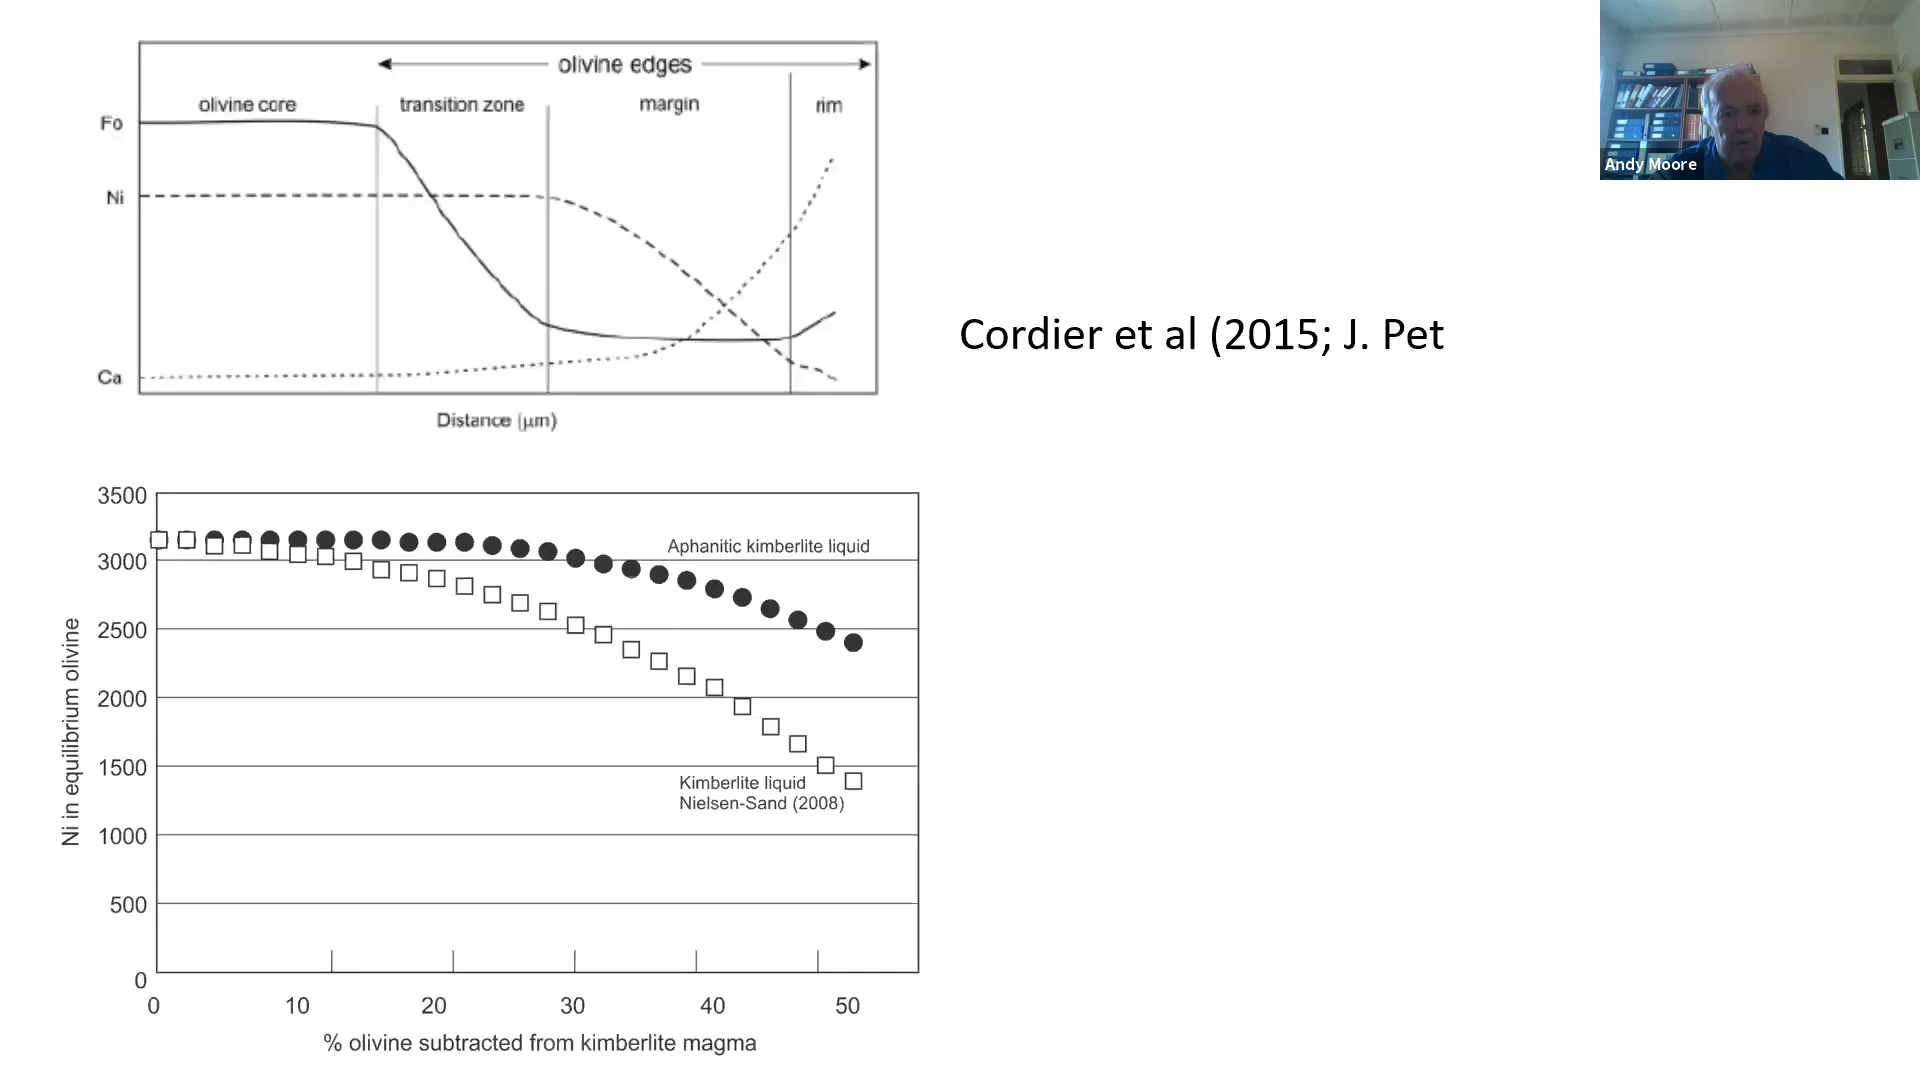 olivine edges
olivine core
transition zone
margin
rim
Fo
Ni
Ca
Distance (μm)
Andy Moore
Cordier et al (2015; J. Pet
3500
3000
2500
2000
1500
1000
500
0
Ni in equilibrium olivine
Aphanitic kimberlite liquid
Kimberlite liquid
Nielsen-Sand (2008)
0 10 20 30 40 50
% olivine subtracted from kimberlite magma